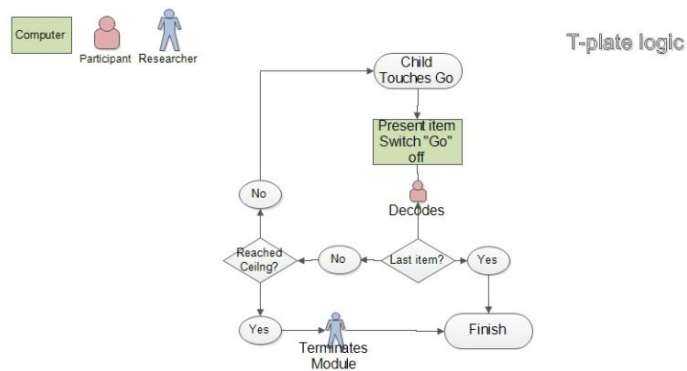 Computer
Participant
Researcher
T-plate logic
Child
Touches Go
Present item
Switch "Go"
off
Decodes
No
Reached
Ceilng?
No
Last item?
Yes
Yes
Terminates
Module
Finish